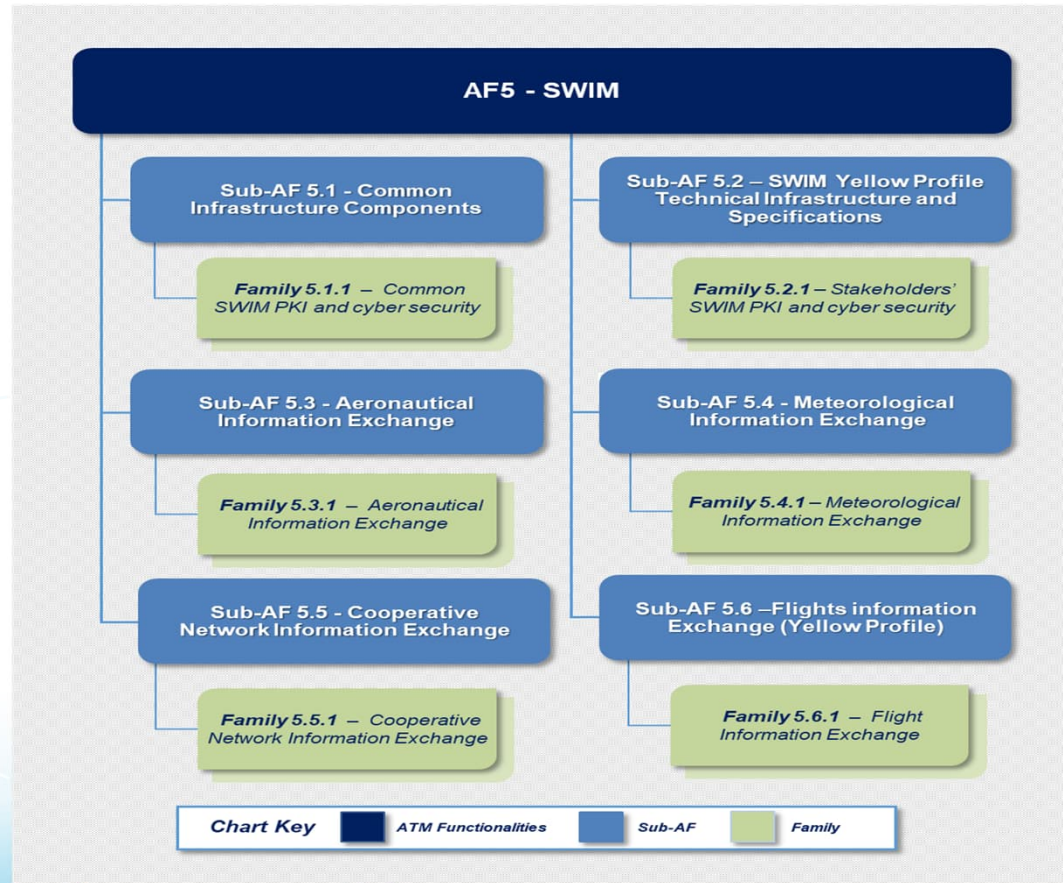 AF5 - SWIM
Sub-AF 5.1 - Common
Infrastructure Components
Sub-AF 5.2 – SWIM Yellow Profile
Technical Infrastructure and
Specifications
Family 5.1.1 – Common
SWIM PKI and cyber security
Family 5.2.1 – Stakeholders’
SWIM PKI and cyber security
Sub-AF 5.3 - Aeronautical
Information Exchange
Sub-AF 5.4 - Meteorological
Information Exchange
Family 5.3.1 – Aeronautical
Information Exchange
Family 5.4.1 – Meteorological
Information Exchange
Sub-AF 5.5 - Cooperative
Network Information Exchange
Sub-AF 5.6 –Flights information
Exchange (Yellow Profile)
Family 5.5.1 – Cooperative
Network Information Exchange
Family 5.6.1 – Flight
Information Exchange
Chart Key ATM Functionalities Sub-AF Family